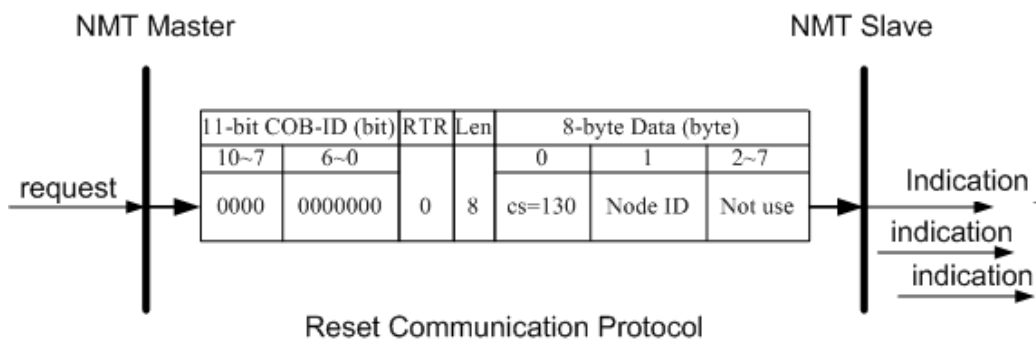 NMT Master NMT Slave
11-bit COB-ID (bit) RTR Len 8-byte Data (byte)
10~7 6~0 0 1 2~7
request 0000 0000000 0 8 cs=130 Node ID Not use Indication
indication
indication
Reset Communication Protocol